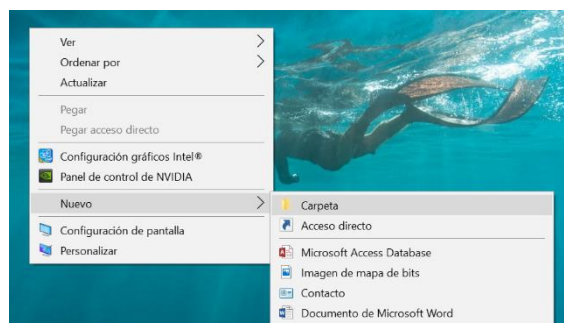 Ver
Ordenar por
Actualizar
Pegar
Pegar acceso directo
Configuración gráficos Intel®
Panel de control de NVIDIA
Nuevo
Configuración de pantalla
Personalizar
Carpeta
Acceso directo
Microsoft Access Database
Imagen de mapa de bits
Contacto
Documento de Microsoft Word